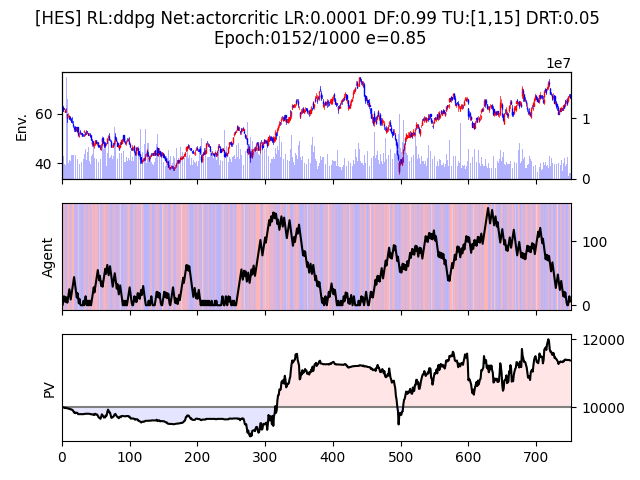 [HES] RL:ddpg Net:actorcritic LR:0.0001 DF:0.99 TU:[1,15] DRT:0.05
Epoch:0152/1000 e=0.85
1e7
Env.
60
40
1
0
Agent
100
0
PV
12000
10000
0 100 200 300 400 500 600 700